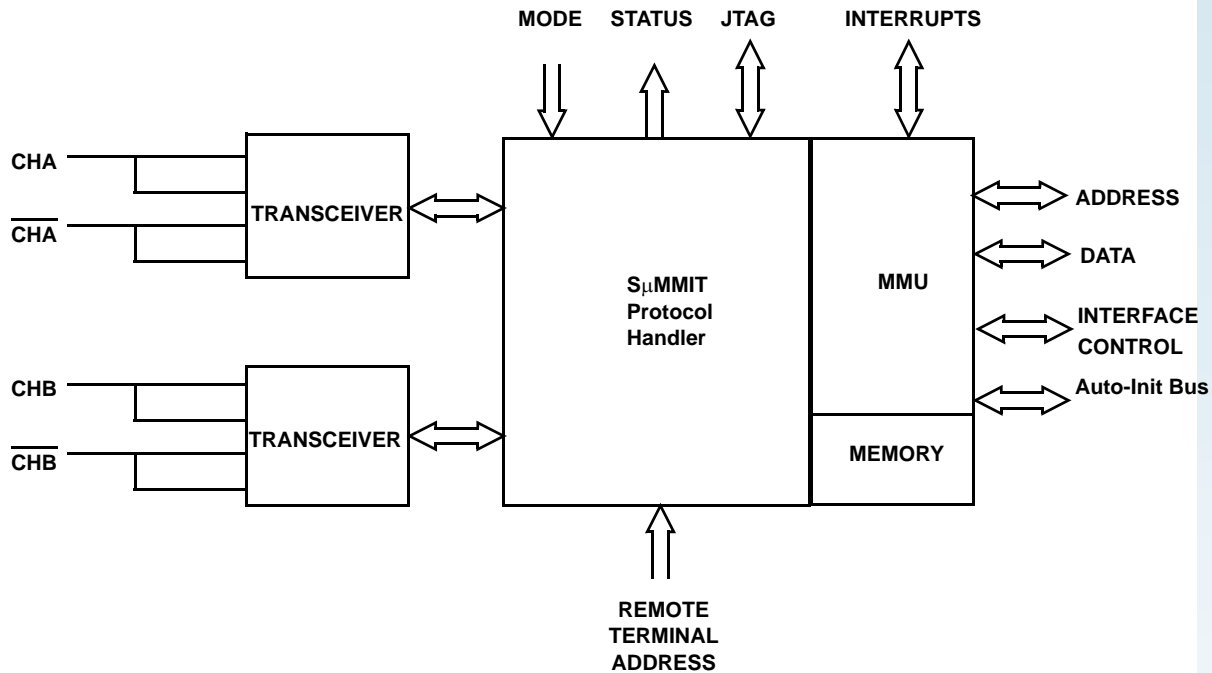 MODE STATUS JTAG INTERRUPTS
CHA
CHA
TRANSCEIVER
CHB
CHB
TRANSCEIVER
SμMMIT
Protocol
Handler
MMU
MEMORY
ADDRESS
DATA
INTERFACE
CONTROL
Auto-Init Bus
REMOTE
TERMINAL
ADDRESS